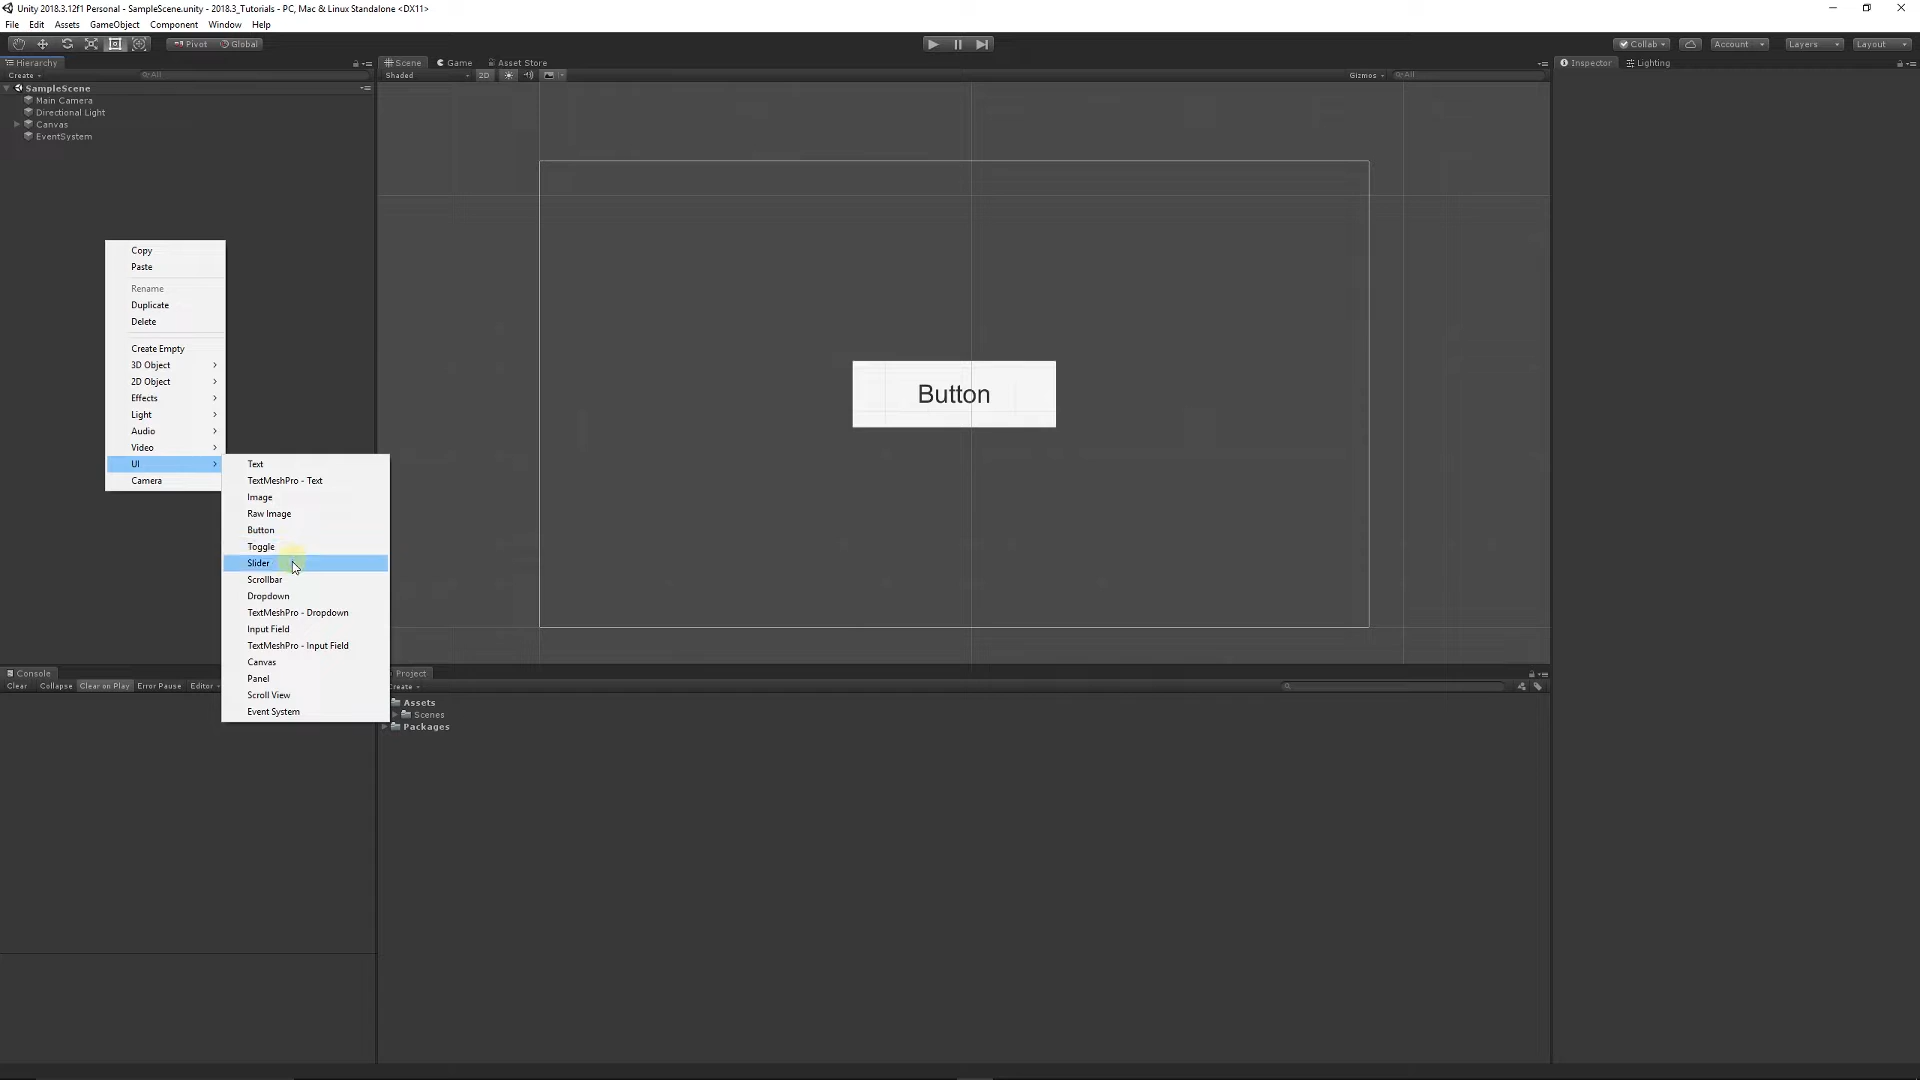 Unity 2018.3.12f1 Personal - SampleScene.unity - 2018.3_Tutorials - PC, Mac & Linux Standalone <DX11>
File Edit Assets GameObject Component Window Help
Pivot Global Collab Account Layers Layout
Hierarchy Scene Game Asset Store Inspector Lighting
Create All Shaded 2D Gizmos All
SampleScene
Main Camera
Directional Light
Canvas
EventSystem
Copy
Paste
Rename
Duplicate
Delete
Create Empty
3D Object
2D Object
Effects
Light
Audio
Video
UI
Camera
Text
TextMeshPro - Text
Image
Raw Image
Button
Toggle
Slider
Scrollbar
Dropdown
TextMeshPro - Dropdown
Input Field
TextMeshPro - Input Field
Canvas
Panel
Scroll View
Event System
Button
Console
Clear Collapse Clear on Play Error Pause Editor
Project
Create
Assets
Scenes
Packages